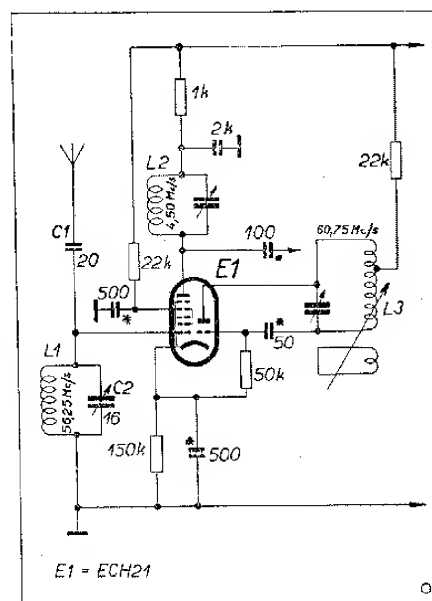 1k
2k
L2
4,50 Mc/s
22k
60,75 Mc/s
C1
20
22k
100
E1
500
*
L3
*
50
L1
56,25 Mc/s
C2
16
50k
150k
*
500
E1 = ECH21